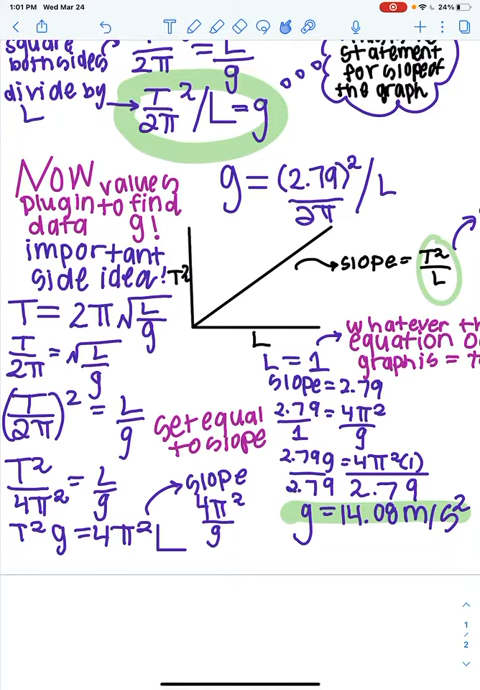 1:01 PM Wed Mar 24
24%
square
both sides
T/2π = L/g
divide by
L
T²/2π /L = g
statement
for slope of
the graph
Now values
plug in to find
data g!
g = (2.79)²/2π /L
important
side idea!
T²
L
slope = T²/L
T = 2π√L/g
T/2π = √L/g
(T/2π)² = L/g
T²/4π² = L/g
T²g = 4π²L
set equal
to slope
slope
4π²/g
whatever th
equation o
graph is = t
L = 1
slope = 2.79
2.79/1 = 4π²/g
2.79g/2.79 = 4π²(1)/2.79
g = 14.08 m/s²
1
/
2